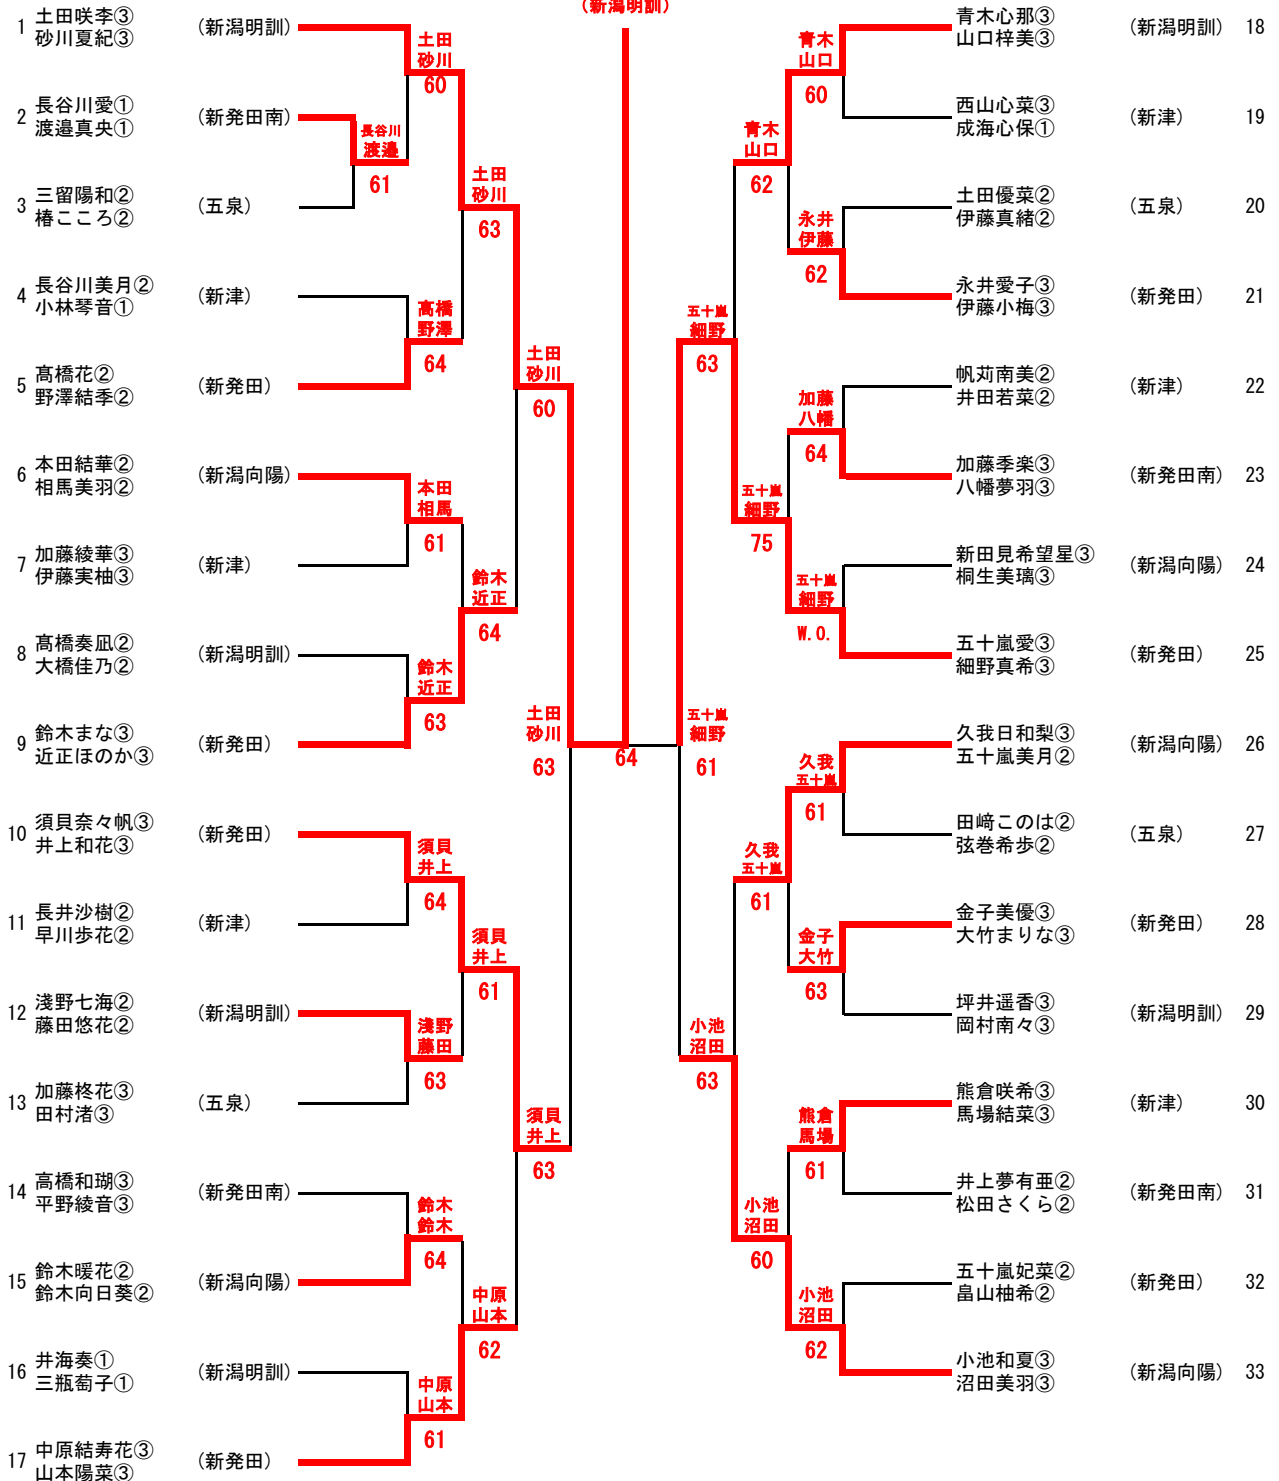 (新潟明訓)
1 土田咲李③
砂川夏紀③
(新潟明訓)
2 長谷川愛①
渡邉真央①
(新発田南)
3 三留陽和②
椿こころ②
(五泉)
4 長谷川美月②
小林琴音①
(新津)
5 髙橋花②
野澤結季②
(新発田)
6 本田結華②
相馬美羽②
(新潟向陽)
7 加藤綾華③
伊藤実柚③
(新津)
8 髙橋奏凪②
大橋佳乃②
(新潟明訓)
9 鈴木まな③
近正ほのか③
(新発田)
10 須貝奈々帆③
井上和花③
(新発田)
11 長井沙樹②
早川歩花②
(新津)
12 淺野七海②
藤田悠花②
(新潟明訓)
13 加藤柊花③
田村渚③
(五泉)
14 高橋和瑚③
平野綾音③
(新発田南)
15 鈴木暖花②
鈴木向日葵②
(新潟向陽)
16 井海奏①
三瓶萄子①
(新潟明訓)
17 中原結寿花③
山本陽菜③
(新発田)
土田
砂川
60
長谷川
渡邉
61
土田
砂川
63
髙橋
野澤
64
土田
砂川
60
本田
相馬
61
鈴木
近正
64
鈴木
近正
63
土田
砂川
63
須貝
井上
64
須貝
井上
61
淺野
藤田
63
須貝
井上
63
鈴木
鈴木
64
中原
山本
62
中原
山本
61
64
青木
山口
60
青木
山口
62
永井
伊藤
62
五十嵐
細野
63
加藤
八幡
64
五十嵐
細野
75
五十嵐
細野
W.O.
五十嵐
細野
61
久我
五十嵐
61
久我
五十嵐
61
金子
大竹
63
小池
沼田
63
熊倉
馬場
61
小池
沼田
60
小池
沼田
62
青木心那③
山口梓美③
(新潟明訓) 18
西山心菜③
成海心保①
(新津) 19
土田優菜②
伊藤真緒②
(五泉) 20
永井愛子③
伊藤小梅③
(新発田) 21
帆苅南美②
井田若菜②
(新津) 22
加藤季楽③
八幡夢羽③
(新発田南) 23
新田見希望星③
桐生美璃③
(新潟向陽) 24
五十嵐愛③
細野真希③
(新発田) 25
久我日和梨③
五十嵐美月②
(新潟向陽) 26
田﨑このは②
弦巻希歩②
(五泉) 27
金子美優③
大竹まりな③
(新発田) 28
坪井遥香③
岡村南々③
(新潟明訓) 29
熊倉咲希③
馬場結菜③
(新津) 30
井上夢有亜②
松田さくら②
(新発田南) 31
五十嵐妃菜②
畠山柚希②
(新発田) 32
小池和夏③
沼田美羽③
(新潟向陽) 33